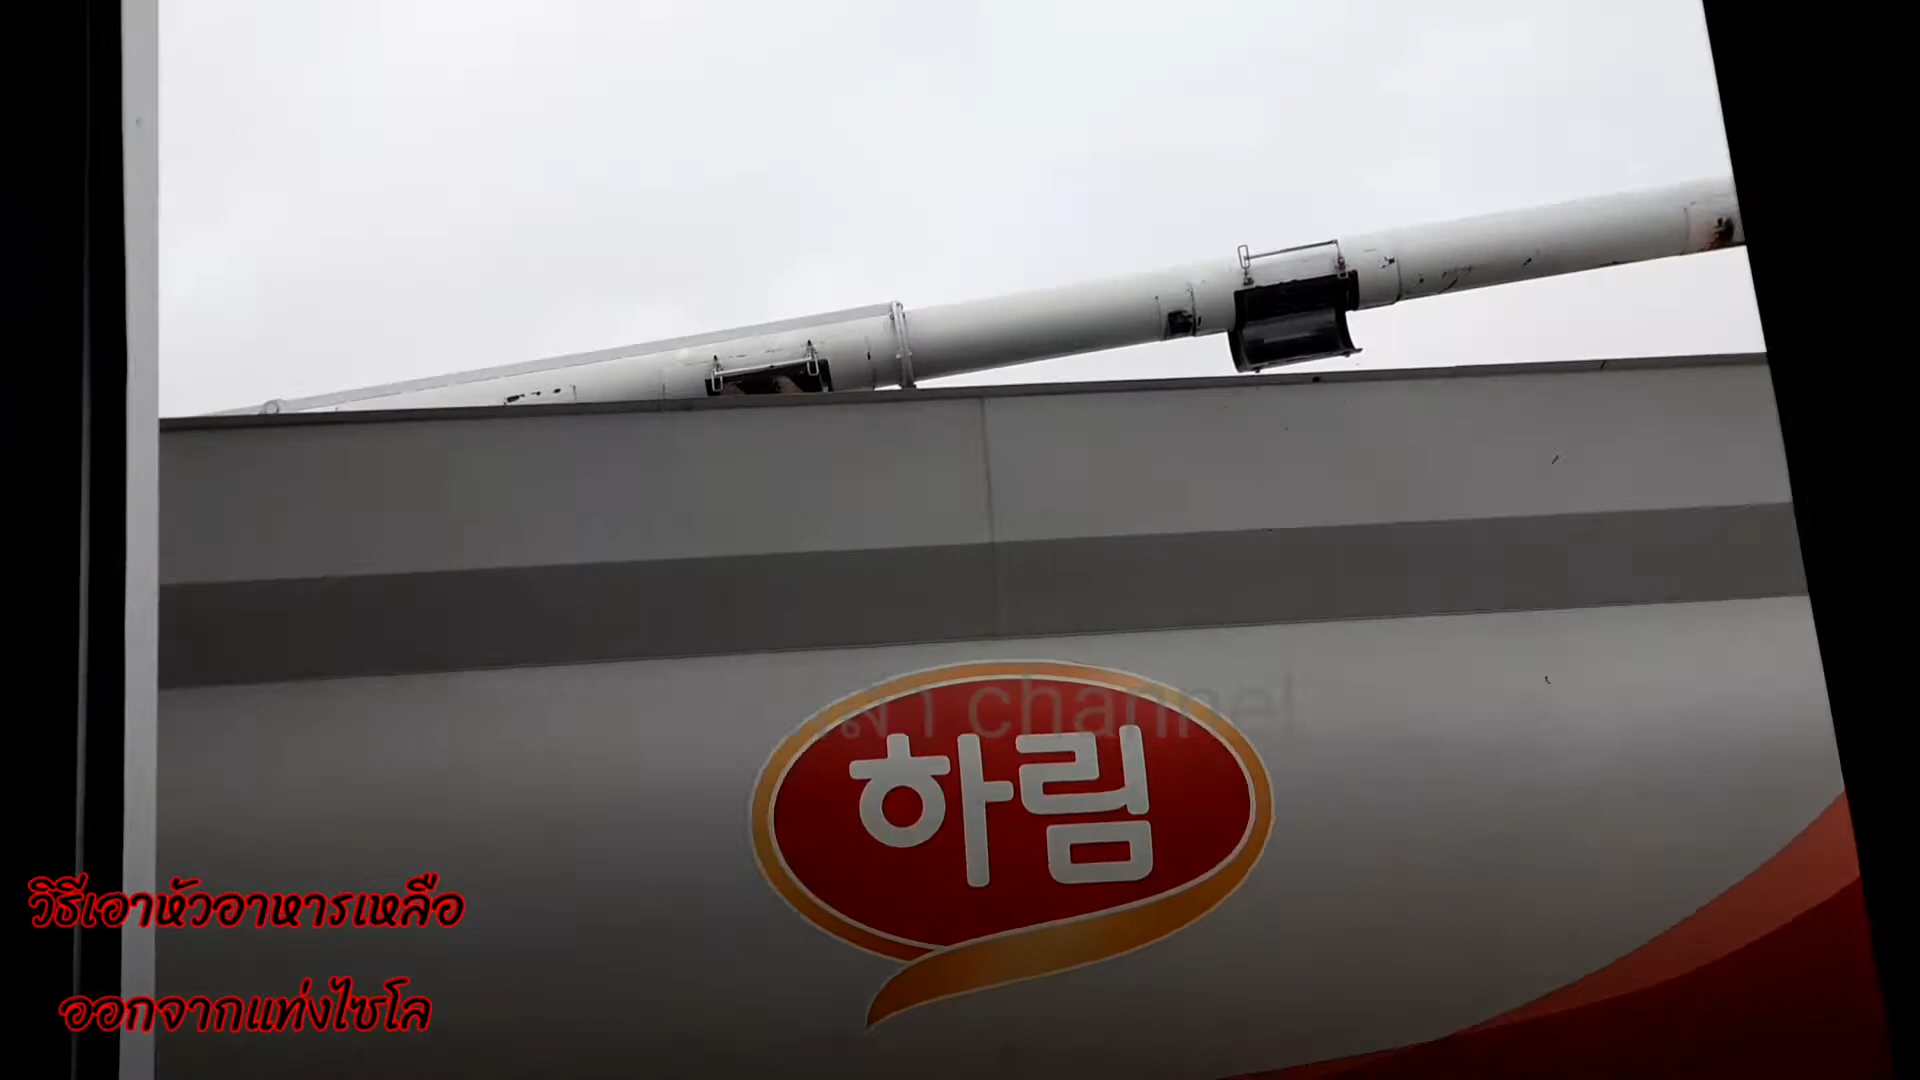 channel
하림
วิธีเอาหัวอาหารเหลือ
ออกจากแท่งไซโล